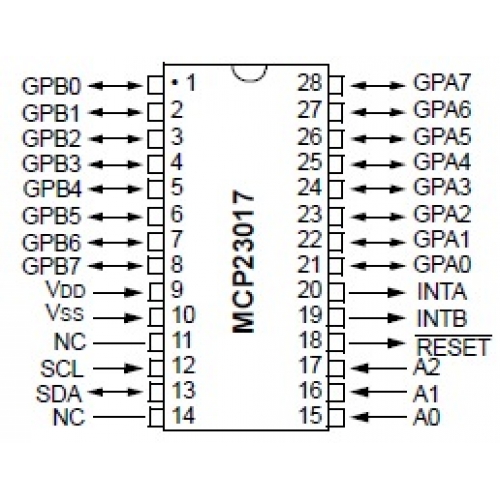 GPB0 • 1 28 GPA7
GPB1 2 27 GPA6
GPB2 3 26 GPA5
GPB3 4 25 GPA4
GPB4 5 24 GPA3
GPB5 6 23 GPA2
GPB6 7 22 GPA1
GPB7 8 21 GPA0
VDD 9 20 INTA
VSS 10 19 INTB
NC 11 18 RESET
SCL 12 17 A2
SDA 13 16 A1
NC 14 15 A0
MCP23017